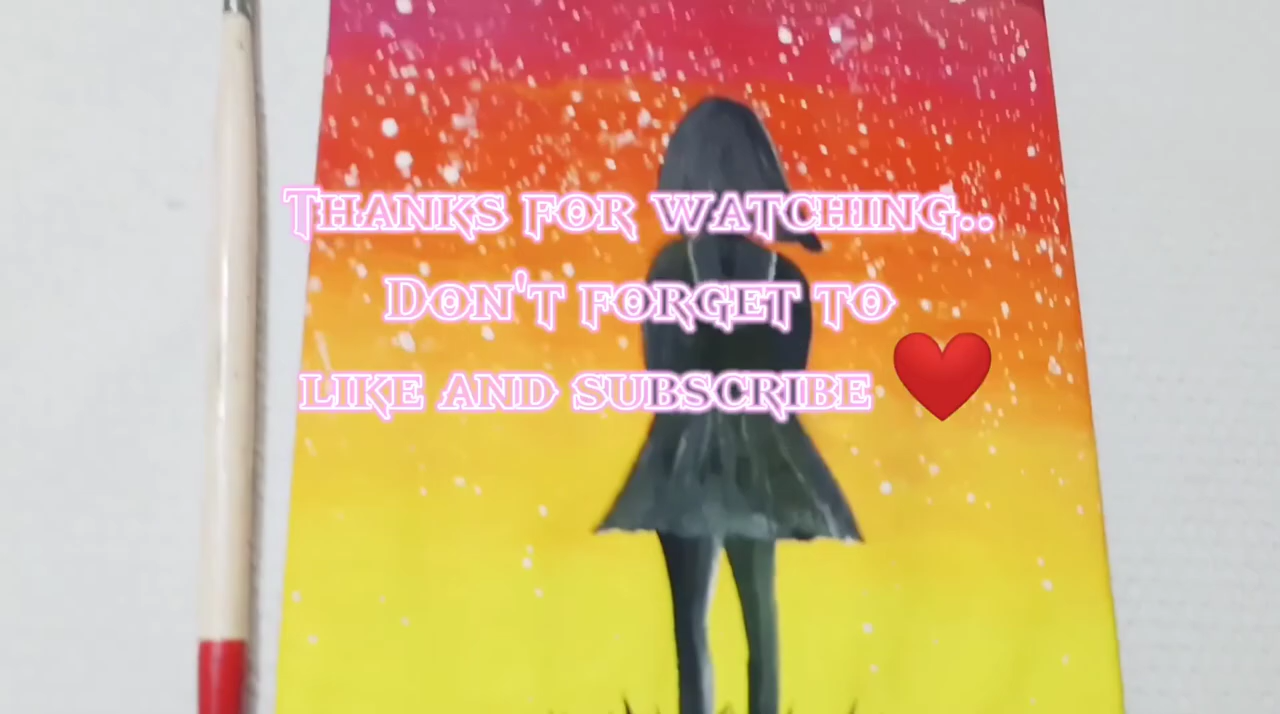 Thanks for watching..
Don't forget to
like and subscribe ❤️